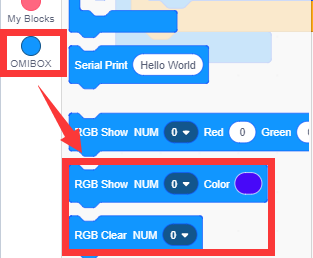 My Blocks
OMIBOX
Serial Print Hello World
RGB Show NUM 0 Red 0 Green
RGB Show NUM 0 Color
RGB Clear NUM 0